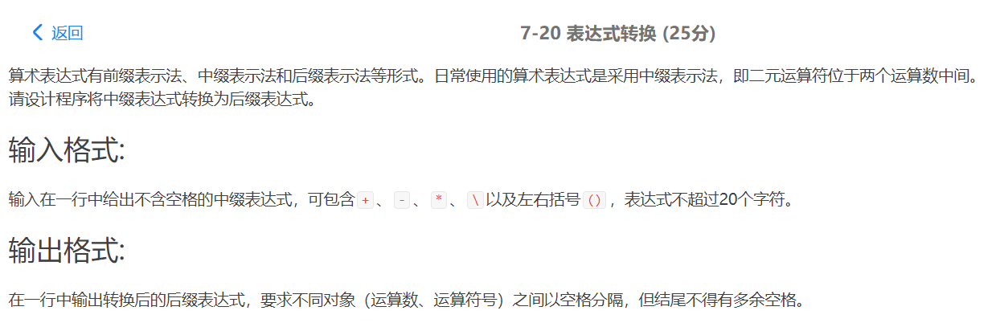 返回
7-20 表达式转换 (25分)
算术表达式有前缀表示法、中缀表示法和后缀表示法等形式。日常使用的算术表达式是采用中缀表示法，即二元运算符位于两个运算数中间。
请设计程序将中缀表达式转换为后缀表达式。
输入格式:
输入在一行中给出不含空格的中缀表达式，可包含+、-、*、\以及左右括号()，表达式不超过20个字符。
输出格式:
在一行中输出转换后的后缀表达式，要求不同对象（运算数、运算符号）之间以空格分隔，但结尾不得有多余空格。